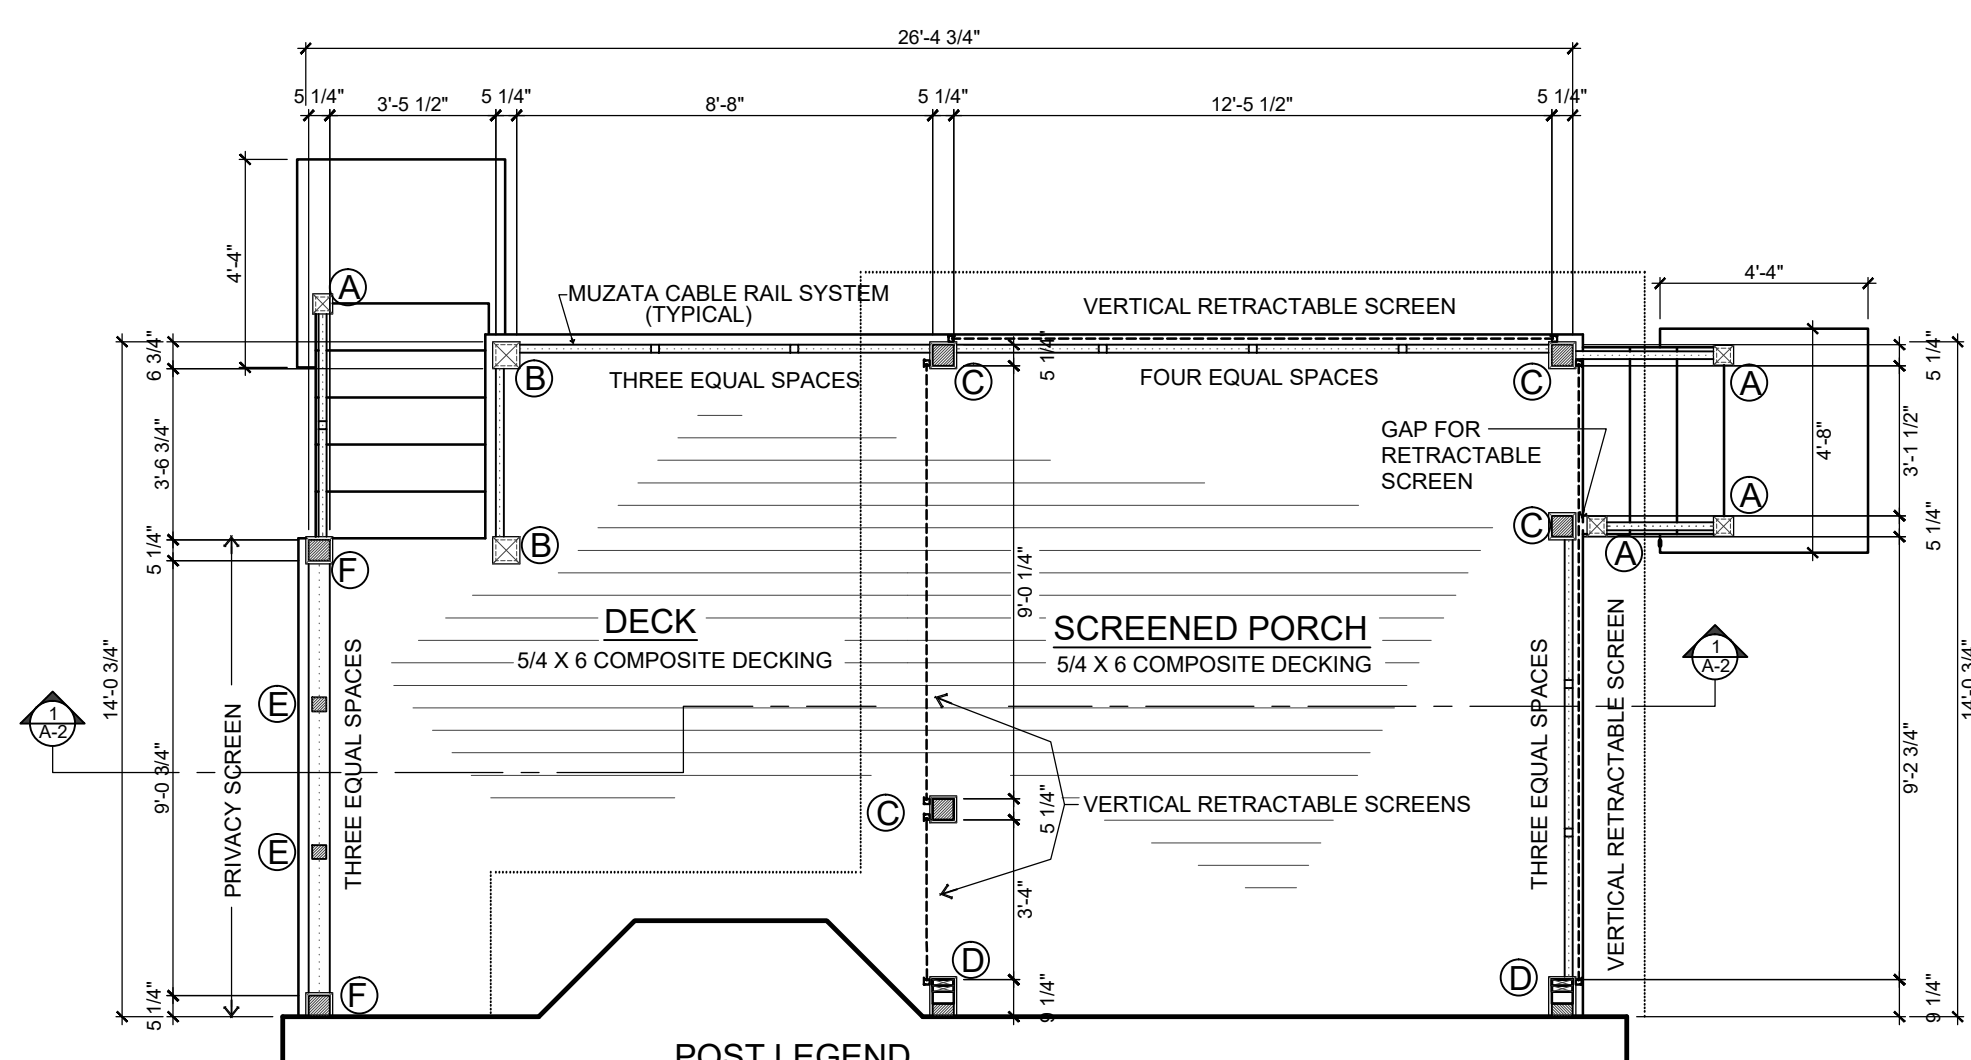 26'-4 3/4"
5 1/4" 3'-5 1/2" 5 1/4" 8'-8" 5 1/4" 12'-5 1/2" 5 1/4"
4'-4"
A
MUZATA CABLE RAIL SYSTEM
(TYPICAL)
VERTICAL RETRACTABLE SCREEN
4'-4"
6 3/4"
B
THREE EQUAL SPACES
C
5 1/4"
FOUR EQUAL SPACES
C
A
5 1/4"
3'-6 3/4"
GAP FOR
RETRACTABLE
SCREEN
4'-8"
3'-1 1/2"
A
C
A
5 1/4"
B
F
5 1/4"
9'-0 1/4"
DECK
5/4 X 6 COMPOSITE DECKING
SCREENED PORCH
5/4 X 6 COMPOSITE DECKING
1
A-2
14'-0 3/4"
14'-0 3/4"
1
A-2
E
PRIVACY SCREEN
THREE EQUAL SPACES
THREE EQUAL SPACES
VERTICAL RETRACTABLE SCREEN
9'-0 3/4"
9'-2 3/4"
C
5 1/4"
VERTICAL RETRACTABLE SCREENS
E
3'-4"
D
D
F
5 1/4"
9 1/4"
9 1/4"
POST LEGEND